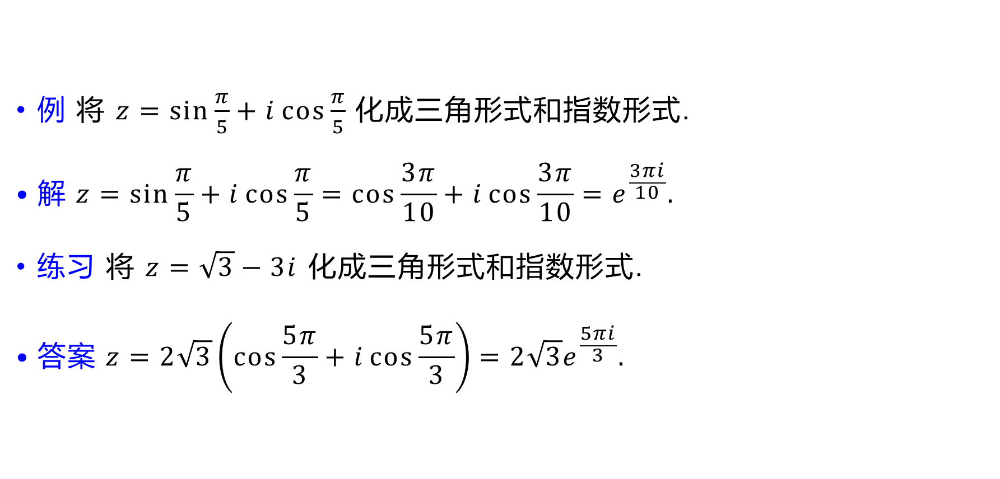 • 例 将 $z = \sin\frac{\pi}{5} + i\cos\frac{\pi}{5}$ 化成三角形式和指数形式.
• 解 $z = \sin\frac{\pi}{5} + i\cos\frac{\pi}{5} = \cos\frac{3\pi}{10} + i\cos\frac{3\pi}{10} = e^{\frac{3\pi i}{10}}$.
• 练习 将 $z = \sqrt{3} - 3i$ 化成三角形式和指数形式.
• 答案 $z = 2\sqrt{3}\left(\cos\frac{5\pi}{3} + i\cos\frac{5\pi}{3}\right) = 2\sqrt{3}e^{\frac{5\pi i}{3}}$.